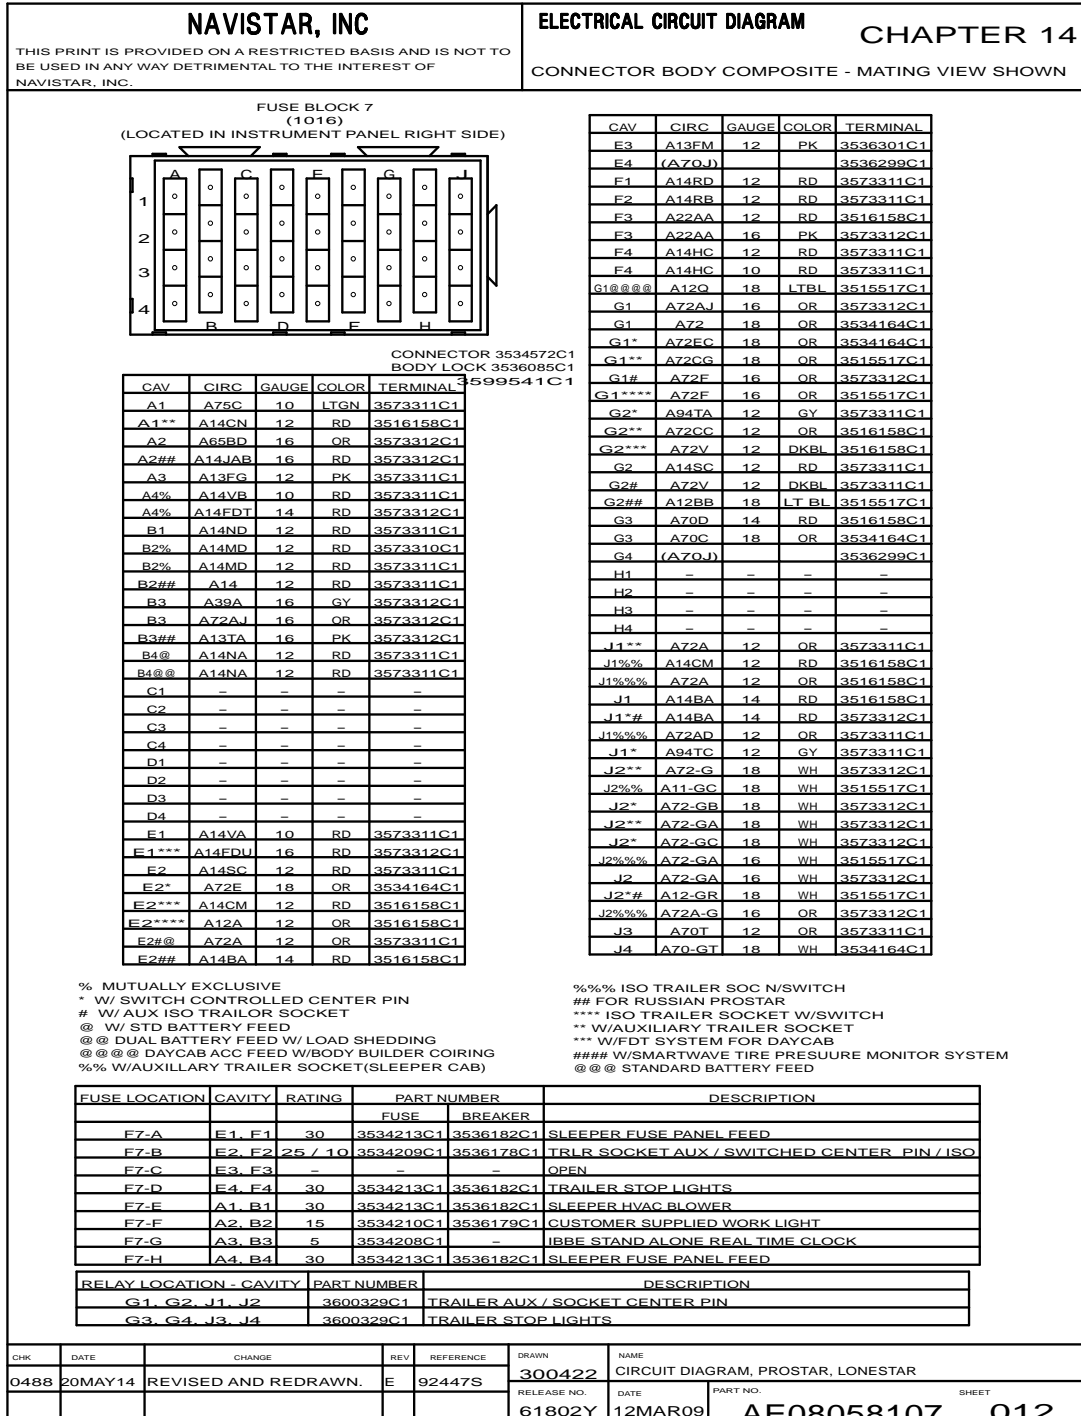 NAVISTAR, INC
THIS PRINT IS PROVIDED ON A RESTRICTED BASIS AND IS NOT TO
BE USED IN ANY WAY DETRIMENTAL TO THE INTEREST OF
NAVISTAR, INC.
ELECTRICAL CIRCUIT DIAGRAM
CHAPTER 14
CONNECTOR BODY COMPOSITE - MATING VIEW SHOWN
FUSE BLOCK 7
(1016)
(LOCATED IN INSTRUMENT PANEL RIGHT SIDE)
A C E G J
1
2
3
4
B D F H
CONNECTOR 3534572C1
BODY LOCK 3536085C1
3599541C1
CAV CIRC GAUGE COLOR TERMINAL
A1 A75C 10 LTGN 3573311C1
A1** A14CN 12 RD 3516158C1
A2 A65BD 16 OR 3573312C1
A2## A14JAB 16 RD 3573312C1
A3 A13FG 12 PK 3573311C1
A4% A14VB 10 RD 3573311C1
A4% A14FDT 14 RD 3573312C1
B1 A14ND 12 RD 3573311C1
B2% A14MD 12 RD 3573310C1
B2% A14MD 12 RD 3573311C1
B2## A14 12 RD 3573311C1
B3 A39A 16 GY 3573312C1
B3 A72AJ 16 OR 3573312C1
B3## A13TA 16 PK 3573312C1
B4@ A14NA 12 RD 3573311C1
B4@@ A14NA 12 RD 3573311C1
C1 – – – –
C2 – – – –
C3 – – – –
C4 – – – –
D1 – – – –
D2 – – – –
D3 – – – –
D4 – – – –
E1 A14VA 10 RD 3573311C1
E1*** A14FDU 16 RD 3573312C1
E2 A14SC 12 RD 3573311C1
E2* A72E 18 OR 3534164C1
E2*** A14CM 12 RD 3516158C1
E2**** A12A 12 OR 3516158C1
E2#@ A72A 12 OR 3573311C1
E2## A14BA 14 RD 3516158C1
CAV CIRC GAUGE COLOR TERMINAL
E3 A13FM 12 PK 3536301C1
E4 (A70J) 3536299C1
F1 A14RD 12 RD 3573311C1
F2 A14RB 12 RD 3573311C1
F3 A22AA 12 RD 3516158C1
F3 A22AA 16 PK 3573312C1
F4 A14HC 12 RD 3573311C1
F4 A14HC 10 RD 3573311C1
G1@@@@ A12Q 18 LTBL 3515517C1
G1 A72AJ 16 OR 3573312C1
G1 A72 18 OR 3534164C1
G1* A72EC 18 OR 3534164C1
G1** A72CG 18 OR 3515517C1
G1# A72F 16 OR 3573312C1
G1**** A72F 16 OR 3515517C1
G2* A94TA 12 GY 3573311C1
G2** A72CC 12 OR 3516158C1
G2*** A72V 12 DKBL 3516158C1
G2 A14SC 12 RD 3573311C1
G2# A72V 12 DKBL 3573311C1
G2## A12BB 18 LT BL 3515517C1
G3 A70D 14 RD 3516158C1
G3 A70C 18 OR 3534164C1
G4 (A70J) 3536299C1
H1 – – – –
H2 – – – –
H3 – – – –
H4 – – – –
J1** A72A 12 OR 3573311C1
J1%% A14CM 12 RD 3516158C1
J1%%% A72A 12 OR 3516158C1
J1 A14BA 14 RD 3516158C1
J1*# A14BA 14 RD 3573312C1
J1%%% A72AD 12 OR 3573311C1
J1* A94TC 12 GY 3573311C1
J2** A72-G 18 WH 3573312C1
J2%% A11-GC 18 WH 3515517C1
J2* A72-GB 18 WH 3573312C1
J2** A72-GA 18 WH 3573312C1
J2* A72-GC 18 WH 3573312C1
J2%%% A72-GA 16 WH 3515517C1
J2 A72-GA 16 WH 3573312C1
J2*# A12-GR 18 WH 3515517C1
J2%%% A72A-G 16 OR 3573312C1
J3 A70T 12 OR 3573311C1
J4 A70-GT 18 WH 3534164C1
% MUTUALLY EXCLUSIVE
* W/ SWITCH CONTROLLED CENTER PIN
# W/ AUX ISO TRAILOR SOCKET
@ W/ STD BATTERY FEED
@@ DUAL BATTERY FEED W/ LOAD SHEDDING
@@@@ DAYCAB ACC FEED W/BODY BUILDER COIRING
%% W/AUXILLARY TRAILER SOCKET(SLEEPER CAB)
%%% ISO TRAILER SOC N/SWITCH
## FOR RUSSIAN PROSTAR
**** ISO TRAILER SOCKET W/SWITCH
** W/AUXILIARY TRAILER SOCKET
*** W/FDT SYSTEM FOR DAYCAB
#### W/SMARTWAVE TIRE PRESUURE MONITOR SYSTEM
@@@ STANDARD BATTERY FEED
FUSE LOCATION CAVITY RATING PART NUMBER DESCRIPTION
FUSE BREAKER
F7-A E1, F1 30 3534213C1 3536182C1 SLEEPER FUSE PANEL FEED
F7-B E2, F2 25 / 10 3534209C1 3536178C1 TRLR SOCKET AUX / SWITCHED CENTER PIN / ISO
F7-C E3, F3 – – – OPEN
F7-D E4, F4 30 3534213C1 3536182C1 TRAILER STOP LIGHTS
F7-E A1, B1 30 3534213C1 3536182C1 SLEEPER HVAC BLOWER
F7-F A2, B2 15 3534210C1 3536179C1 CUSTOMER SUPPLIED WORK LIGHT
F7-G A3, B3 5 3534208C1 – IBBE STAND ALONE REAL TIME CLOCK
F7-H A4, B4 30 3534213C1 3536182C1 SLEEPER FUSE PANEL FEED
RELAY LOCATION - CAVITY PART NUMBER DESCRIPTION
G1, G2, J1, J2 3600329C1 TRAILER AUX / SOCKET CENTER PIN
G3, G4, J3, J4 3600329C1 TRAILER STOP LIGHTS
CHK DATE CHANGE REV REFERENCE
0488 20MAY14 REVISED AND REDRAWN. E 92447S
DRAWN NAME
300422 CIRCUIT DIAGRAM, PROSTAR, LONESTAR
RELEASE NO. DATE PART NO. SHEET
61802Y 12MAR09 AE08058107 012